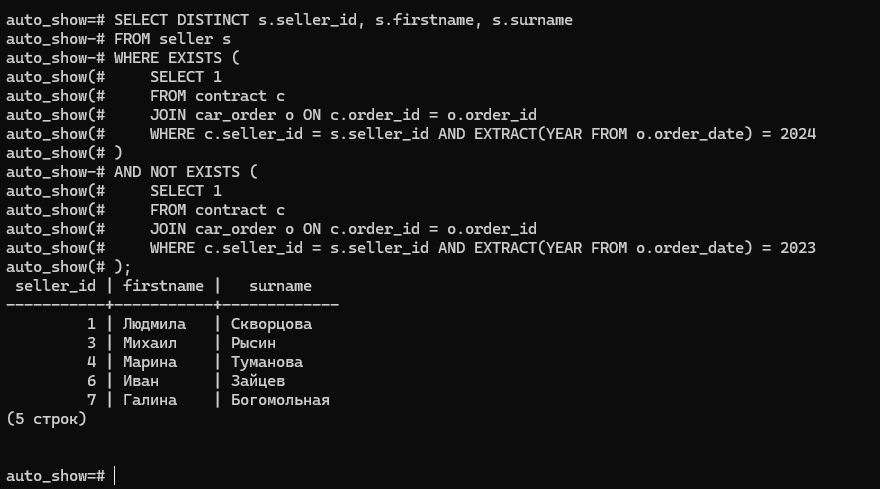 auto_show=# SELECT DISTINCT s.seller_id, s.firstname, s.surname
auto_show-# FROM seller s
auto_show-# WHERE EXISTS (
auto_show(#     SELECT 1
auto_show(#     FROM contract c
auto_show(#     JOIN car_order o ON c.order_id = o.order_id
auto_show(#     WHERE c.seller_id = s.seller_id AND EXTRACT(YEAR FROM o.order_date) = 2024
auto_show(# )
auto_show-# AND NOT EXISTS (
auto_show(#     SELECT 1
auto_show(#     FROM contract c
auto_show(#     JOIN car_order o ON c.order_id = o.order_id
auto_show(#     WHERE c.seller_id = s.seller_id AND EXTRACT(YEAR FROM o.order_date) = 2023
auto_show(# );
 seller_id | firstname |   surname
-----------+-----------+-------------
         1 | Людмила   | Скворцова
         3 | Михаил    | Рысин
         4 | Марина    | Туманова
         6 | Иван      | Зайцев
         7 | Галина    | Богомольная
(5 строк)
auto_show=#